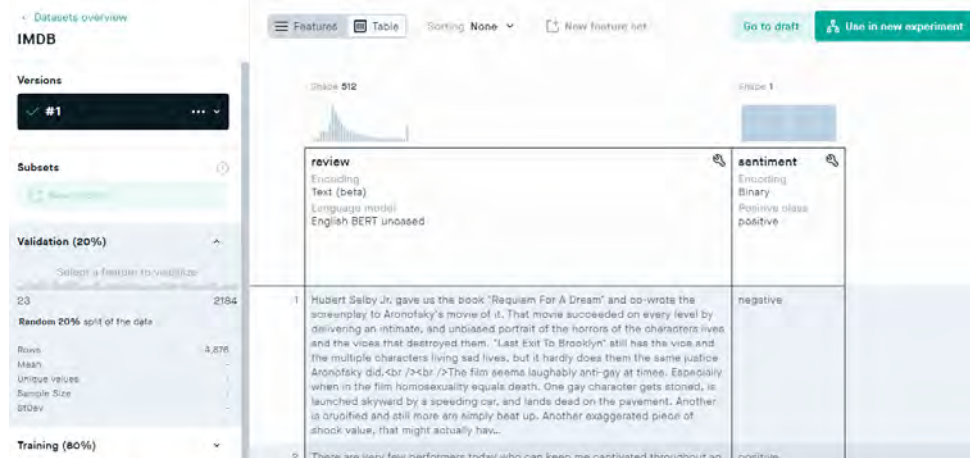 ‹ Datasets overview
IMDB
Features
Table
Sorting None
New feature set
Go to draft
Use in new experiment
Versions
#1
Subsets
Validation (20%)
Select a feature to visualize
23 2184
Random 20% split of the data
Rows 4,876
Mean -
Unique values -
Sample Size -
StDev -
Training (80%)
Shape 512
Shape 1
review
Encoding
Text (beta)
Language model
English BERT uncased
sentiment
Encoding
Binary
Positive class
positive
1 Hubert Selby Jr. gave us the book "Requiem For A Dream" and co-wrote the
screenplay to Aronofsky's movie of it. That movie succeeded on every level by
delivering an intimate, and unbiased portrait of the horrors of the characters lives
and the vices that destroyed them. "Last Exit To Brooklyn" still has the vice and
the multiple characters living sad lives, but it hardly does them the same justice
Aronofsky did.<br /><br />The film seems laughably anti-gay at times. Especially
when in the film homosexuality equals death. One gay character gets stoned, is
launched skyward by a speeding car, and lands dead on the pavement. Another
is crucified and still more are simply beat up. Another exaggerated piece of
shock value, that might actually hav...
negative
2 There are very few performers today who can keep me captivated throughout an
positive